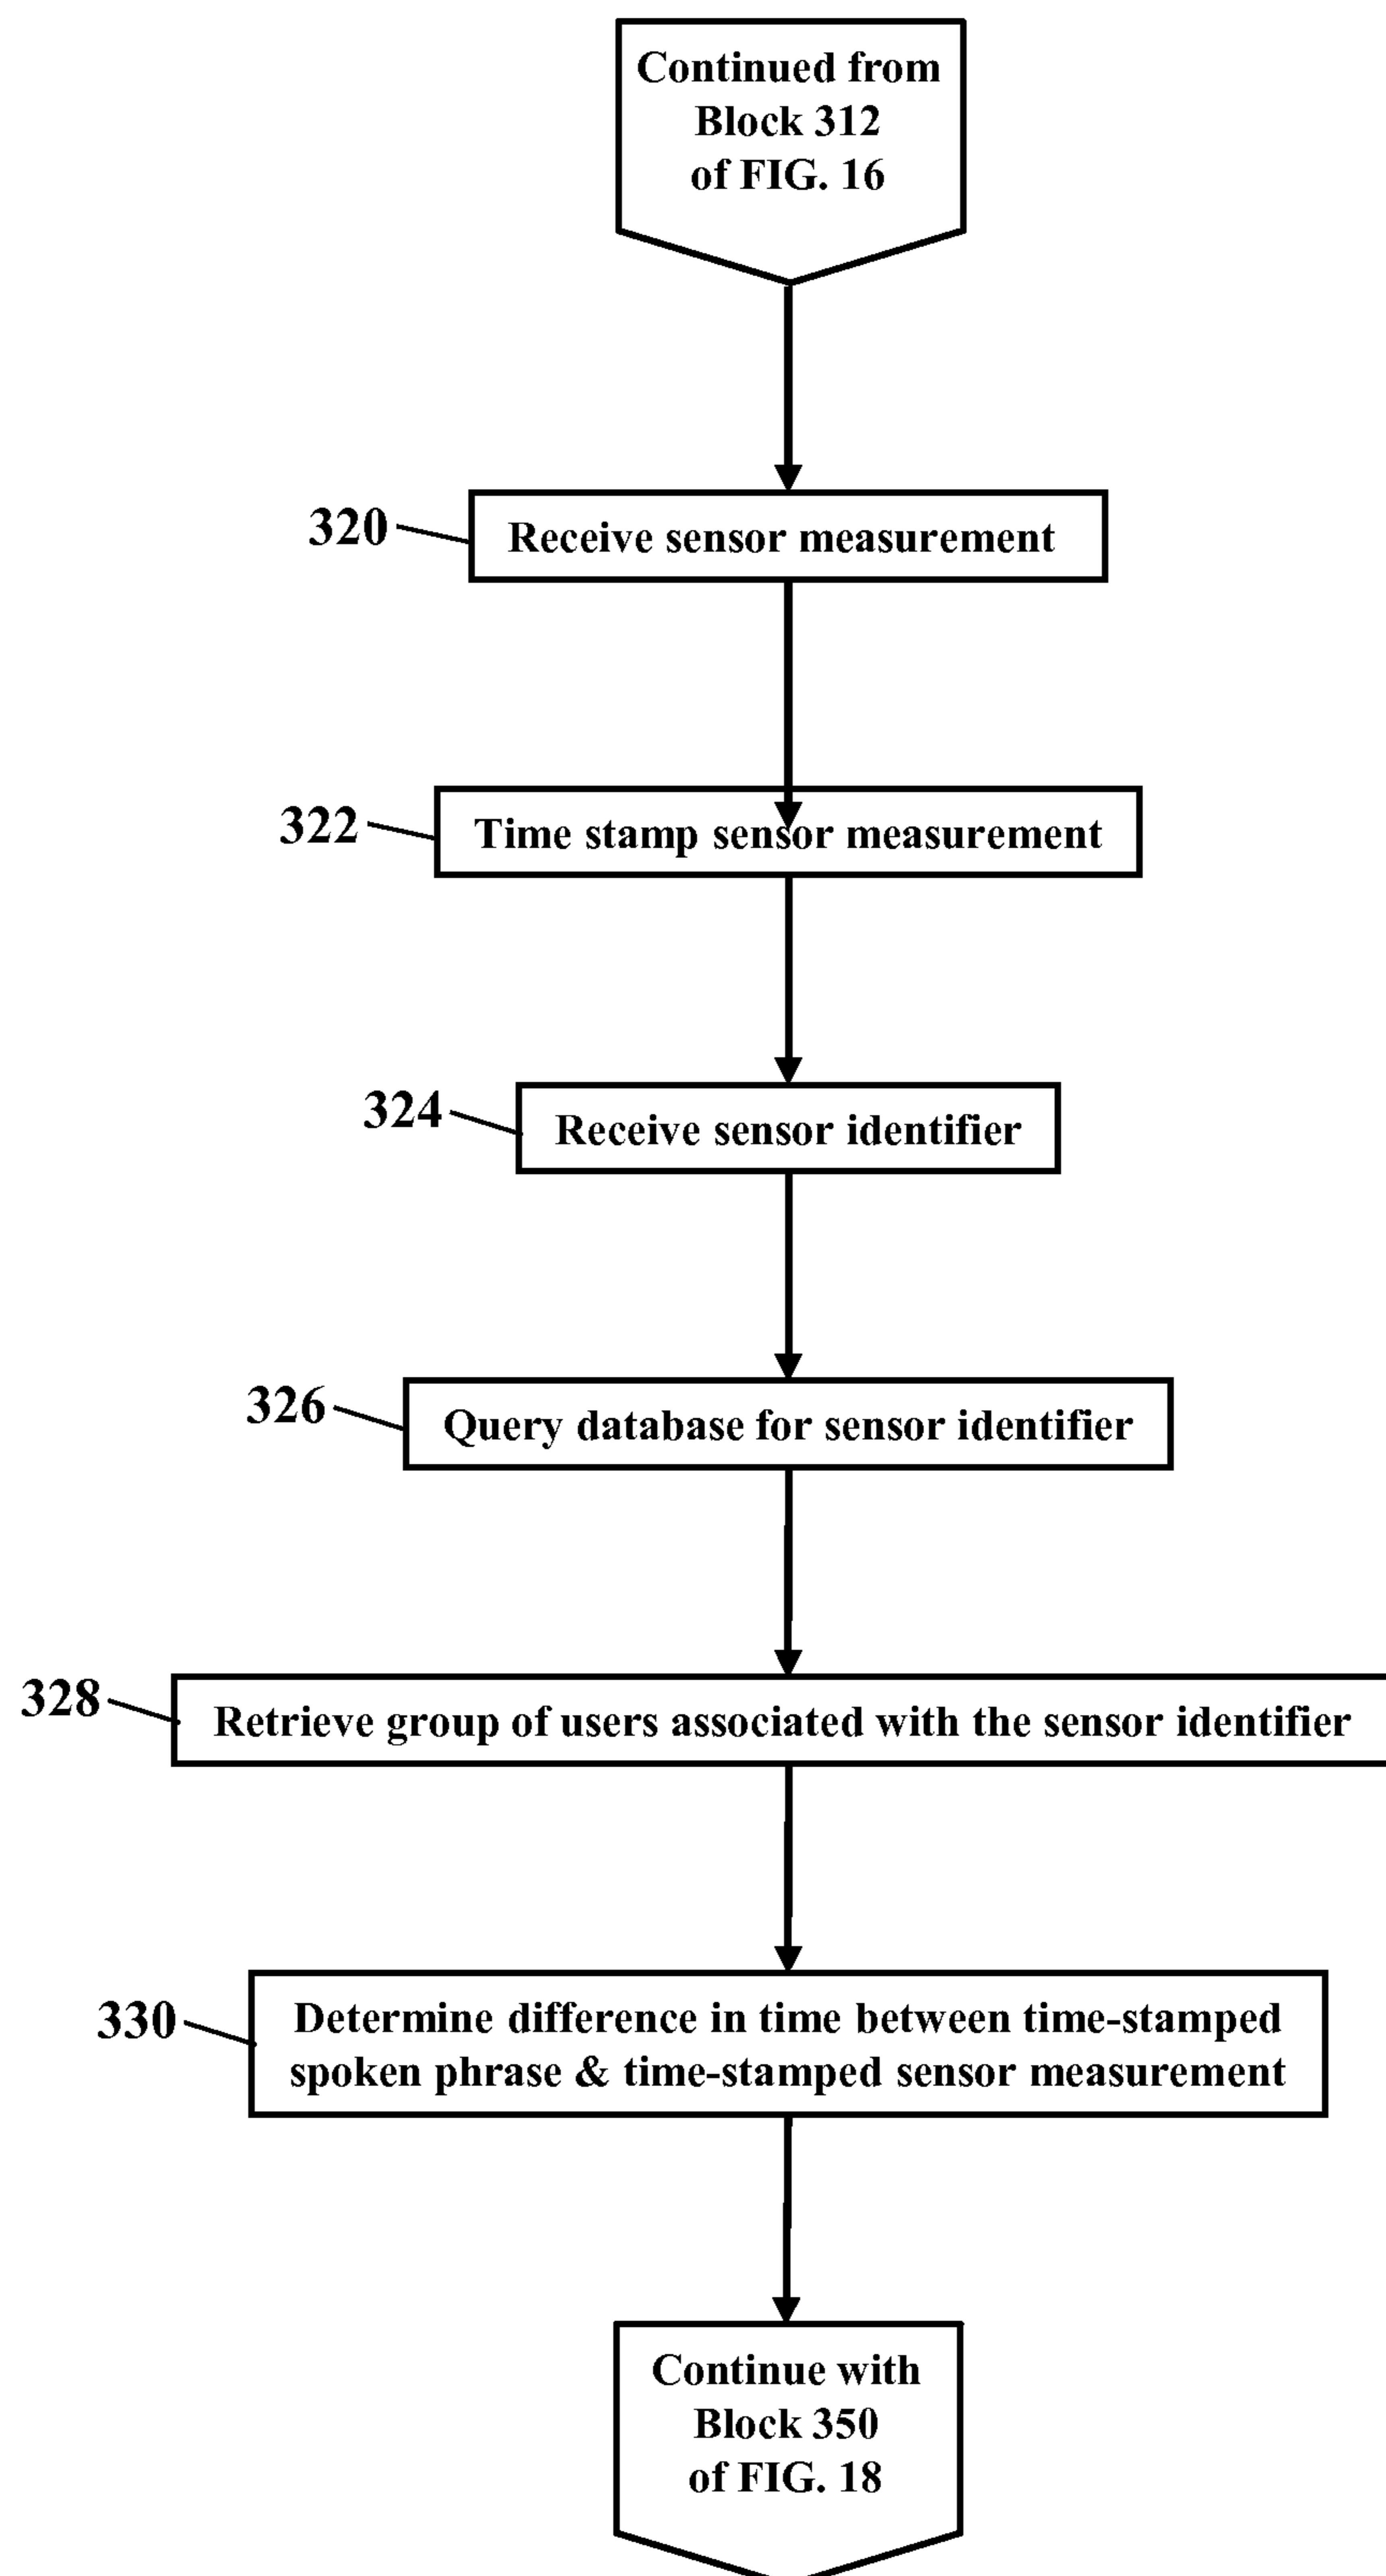 Continued from
Block 312
of FIG. 16
320
Receive sensor measurement
322
Time stamp sensor measurement
324
Receive sensor identifier
326
Query database for sensor identifier
328
Retrieve group of users associated with the sensor identifier
330
Determine difference in time between time-stamped
spoken phrase & time-stamped sensor measurement
Continue with
Block 350
of FIG. 18